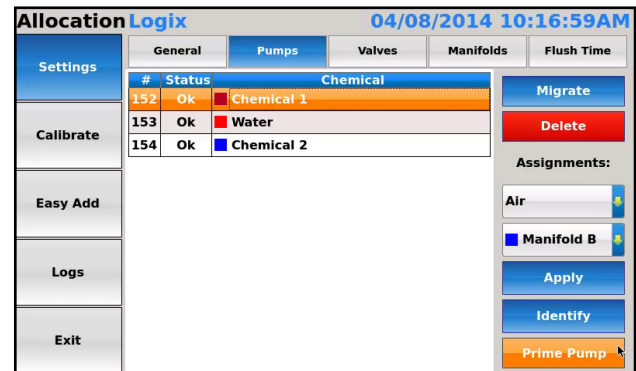 Allocation Logix 04/08/2014 10:16:59AM
Settings
General Pumps Valves Manifolds Flush Time
# Status Chemical
152 Ok Chemical 1
153 Ok Water
154 Ok Chemical 2
Calibrate
Easy Add
Logs
Exit
Migrate
Delete
Assignments:
Air
Manifold B
Apply
Identify
Prime Pump